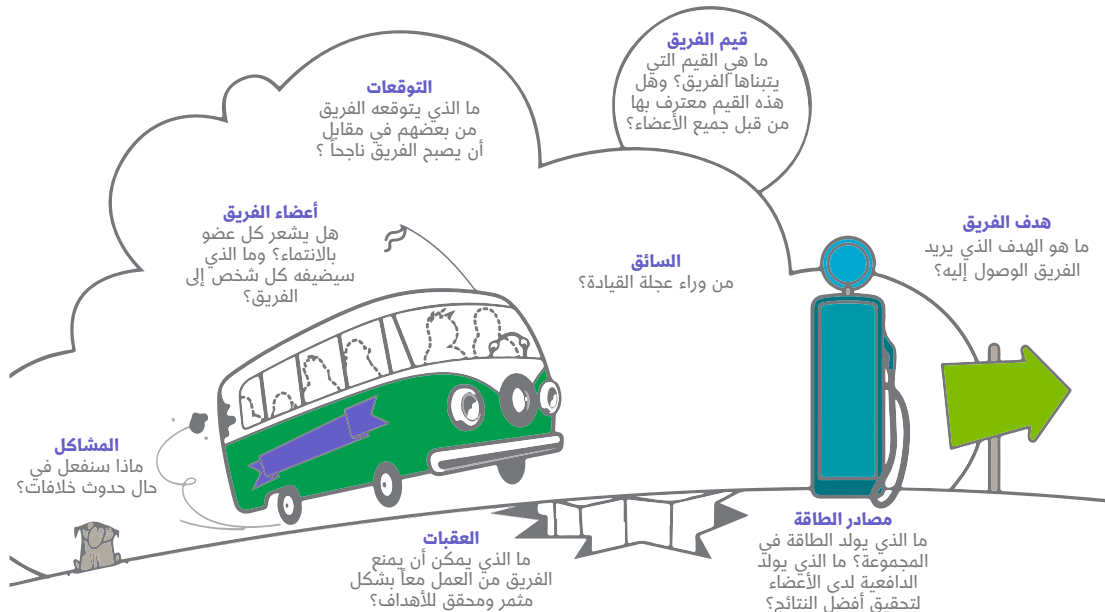 قيم الفريق
ما هي القيم التي
يتبناها الفريق؟ وهل
هذه القيم معترف بها
من قبل جميع الأعضاء؟
التوقعات
ما الذي يتوقعه الفريق
من بعضهم في مقابل
أن يصبح الفريق ناجحاً ؟
هدف الفريق
ما هو الهدف الذي يريد
الفريق الوصول إليه؟
السائق
من وراء عجلة القيادة؟
أعضاء الفريق
هل يشعر كل عضو
بالانتماء؟ وما الذي
سيضيفه كل شخص إلى
الفريق؟
المشاكل
ماذا سنفعل في
حال حدوث خلافات؟
مصادر الطاقة
ما الذي يولد الطاقة في
المجموعة؟ ما الذي يولد
الدافعية لدى الأعضاء
لتحقيق أفضل النتائج؟
العقبات
ما الذي يمكن أن يمنع
الفريق من العمل معاً بشكل
مثمر ومحقق للأهداف؟